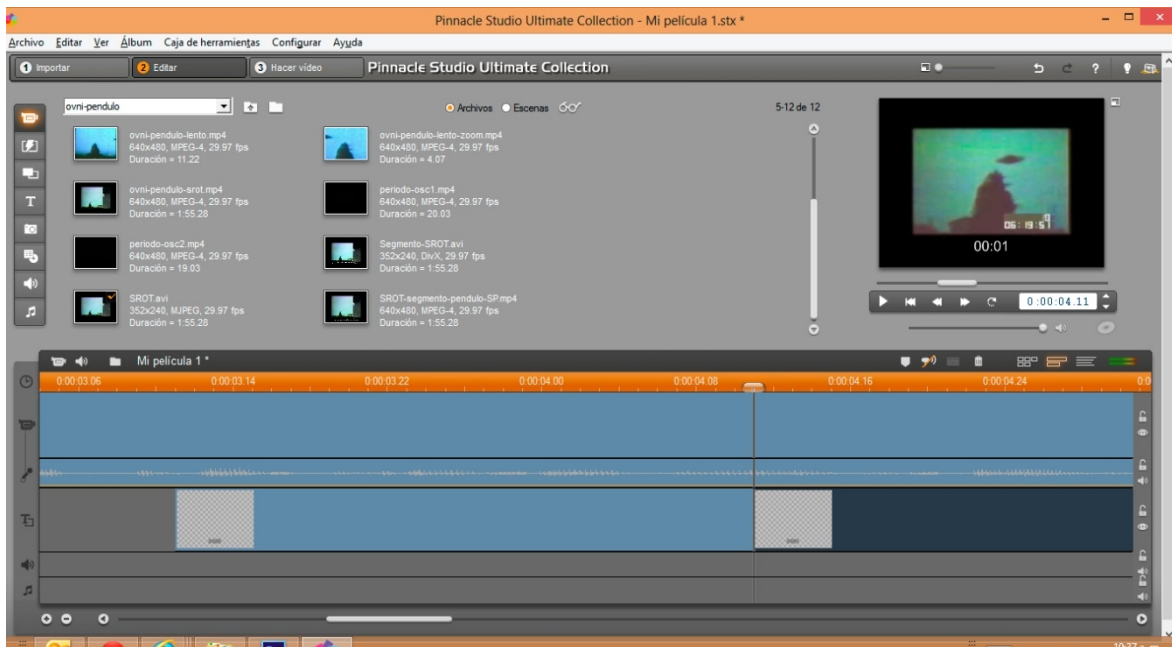 Pinnacle Studio Ultimate Collection - Mi película 1.stx *
Archivo Editar Ver Álbum Caja de herramientas Configurar Ayuda
1 Importar 2 Editar 3 Hacer vídeo Pinnacle Studio Ultimate Collection
ovni-pendulo Archivos Escenas 5-12 de 12
ovni-pendulo-lento.mp4
640x480, MPEG-4, 29.97 fps
Duración = 11.22
ovni-pendulo-lento-zoom.mp4
640x480, MPEG-4, 29.97 fps
Duración = 4.07
ovni-pendulo-srot.mp4
640x480, MPEG-4, 29.97 fps
Duración = 1:55.28
periodo-osc1.mp4
640x480, MPEG-4, 29.97 fps
Duración = 20.03
periodo-osc2.mp4
640x480, MPEG-4, 29.97 fps
Duración = 19.03
Segmento-SROT.avi
352x240, DivX, 29.97 fps
Duración = 1:55.28
SROT.avi
352x240, MJPEG, 29.97 fps
Duración = 1:55.28
SROT-segmento-pendulo-SP.mp4
640x480, MPEG-4, 29.97 fps
Duración = 1:55.28
00:01
0:00:04.11
Mi película 1 *
0:00:03.06 0:00:03.14 0:00:03.22 0:00:04.00 0:00:04.08 0:00:04.16 0:00:04.24